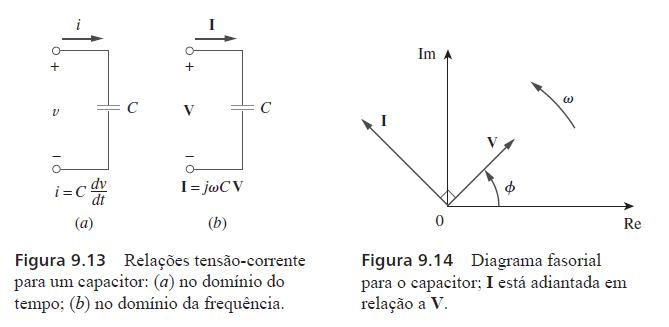 i
+
v
–
C
i = C dv/dt
(a)
I
+
V
–
C
I = jωC V
(b)
Figura 9.13 Relações tensão-corrente
para um capacitor: (a) no domínio do
tempo; (b) no domínio da frequência.
Im
ω
I
V
ϕ
0
Re
Figura 9.14 Diagrama fasorial
para o capacitor; I está adiantada em
relação a V.